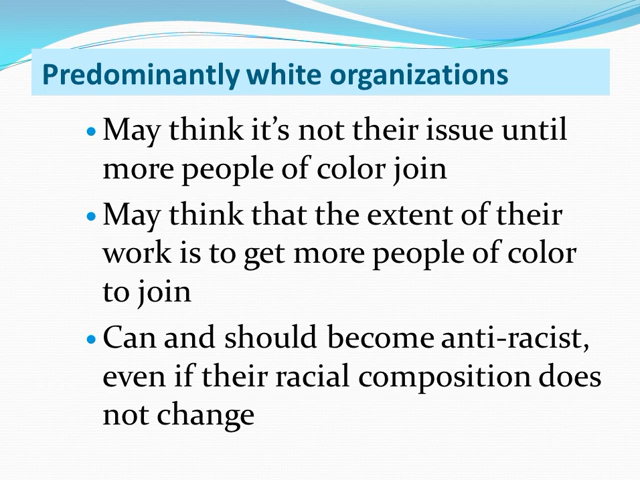 Predominantly white organizations
• May think it’s not their issue until
more people of color join
• May think that the extent of their
work is to get more people of color
to join
• Can and should become anti-racist,
even if their racial composition does
not change